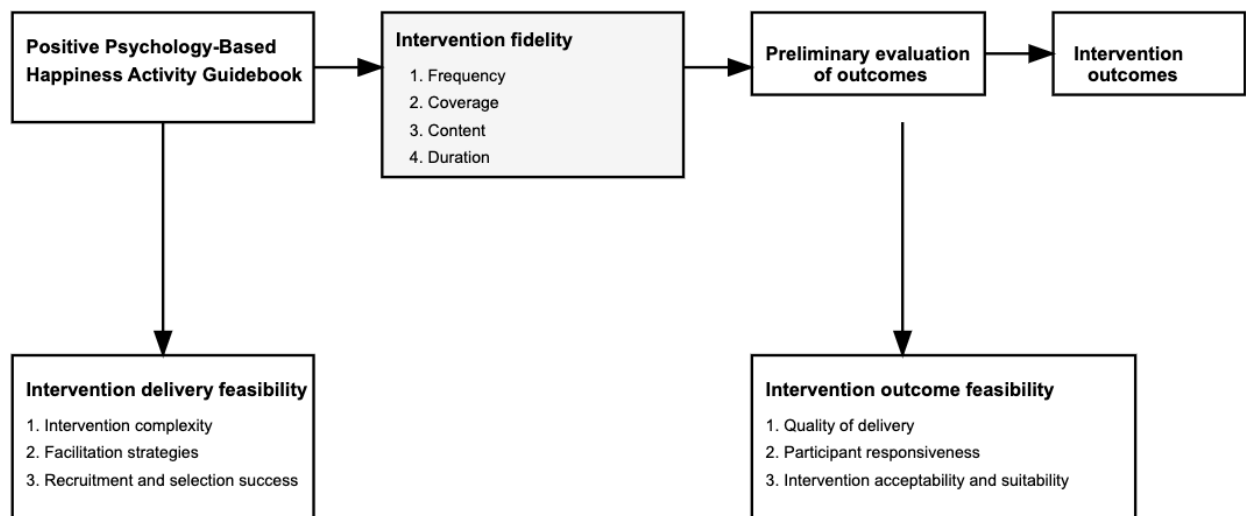 Positive Psychology-Based
Happiness Activity Guidebook
Intervention fidelity
1. Frequency
2. Coverage
3. Content
4. Duration
Preliminary evaluation
of outcomes
Intervention
outcomes
Intervention delivery feasibility
1. Intervention complexity
2. Facilitation strategies
3. Recruitment and selection success
Intervention outcome feasibility
1. Quality of delivery
2. Participant responsiveness
3. Intervention acceptability and suitability